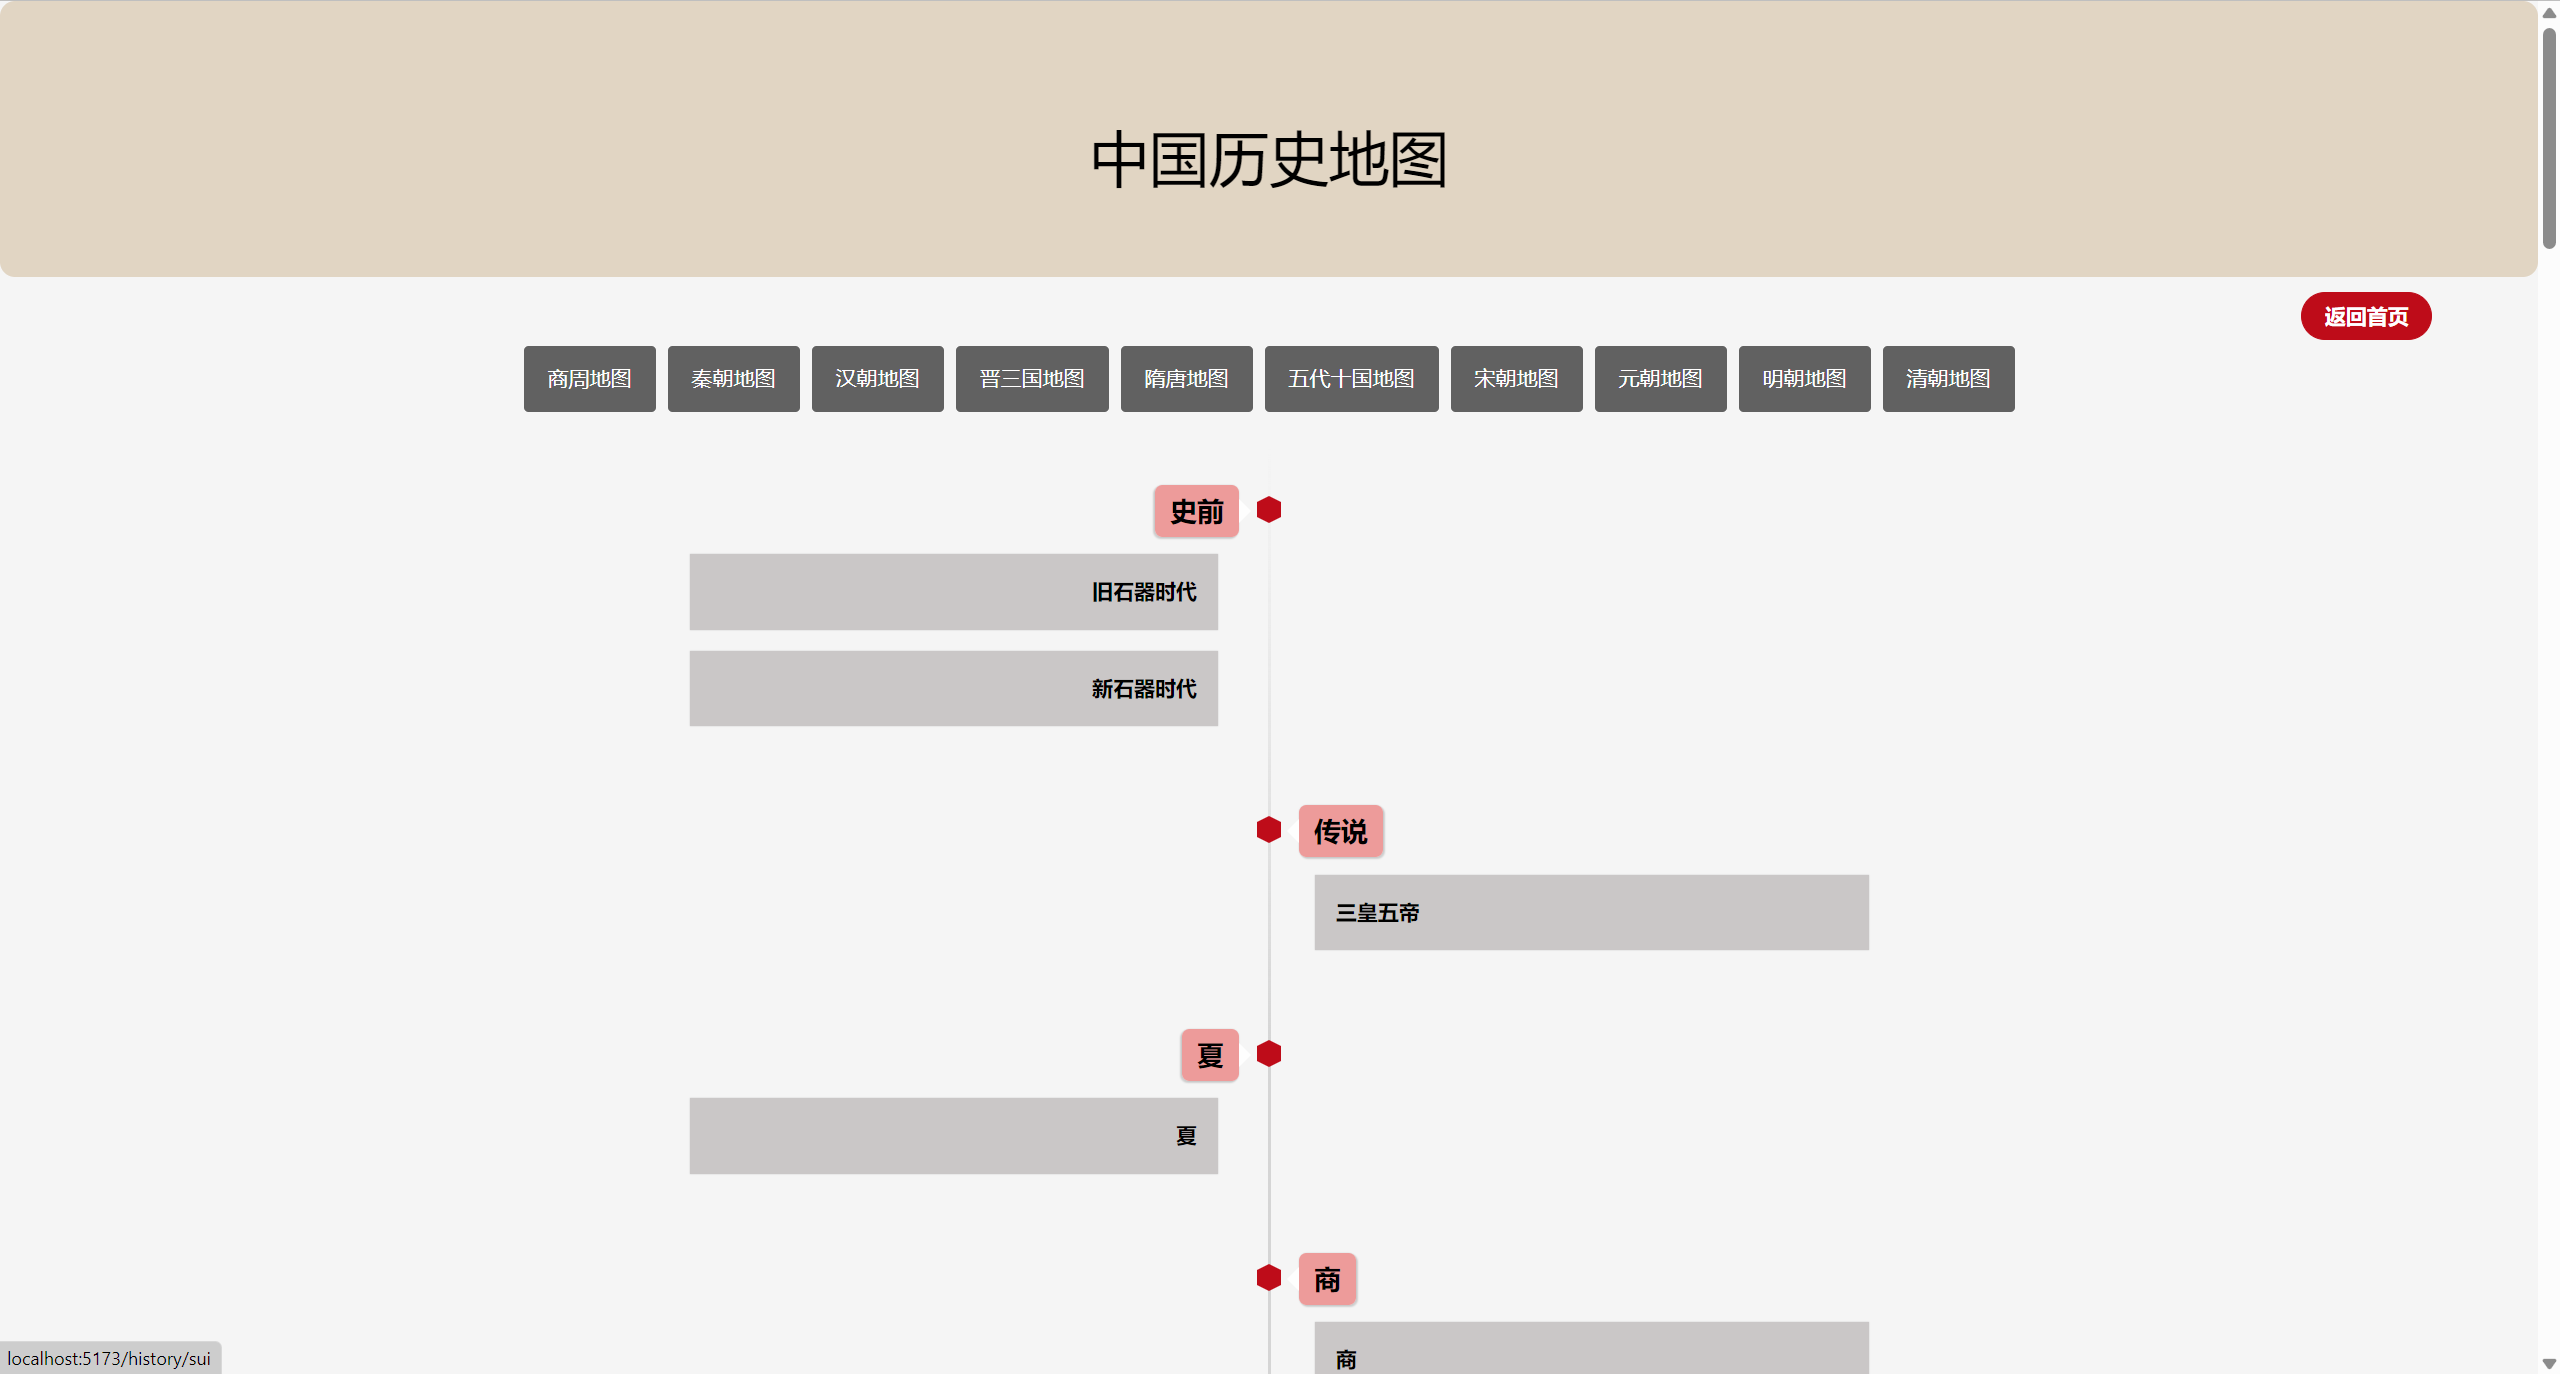 中国历史地图
返回首页
商周地图 秦朝地图 汉朝地图 晋三国地图 隋唐地图 五代十国地图 宋朝地图 元朝地图 明朝地图 清朝地图
史前
旧石器时代
新石器时代
传说
三皇五帝
夏
夏
商
商
localhost:5173/history/sui